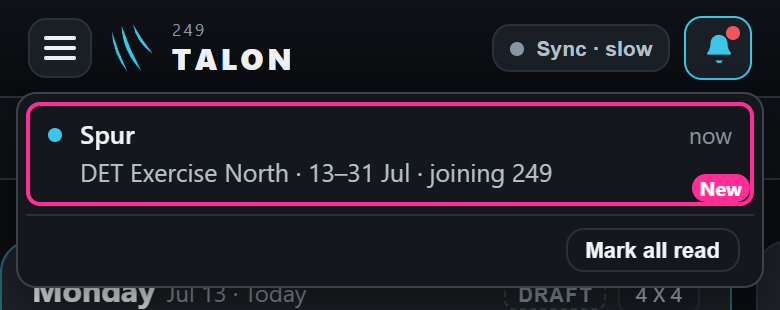 249
TALON
Sync · slow
Spur
now
DET Exercise North · 13–31 Jul · joining 249
New
Mark all read
Monday Jul 13 · Today
DRAFT
4 X 4